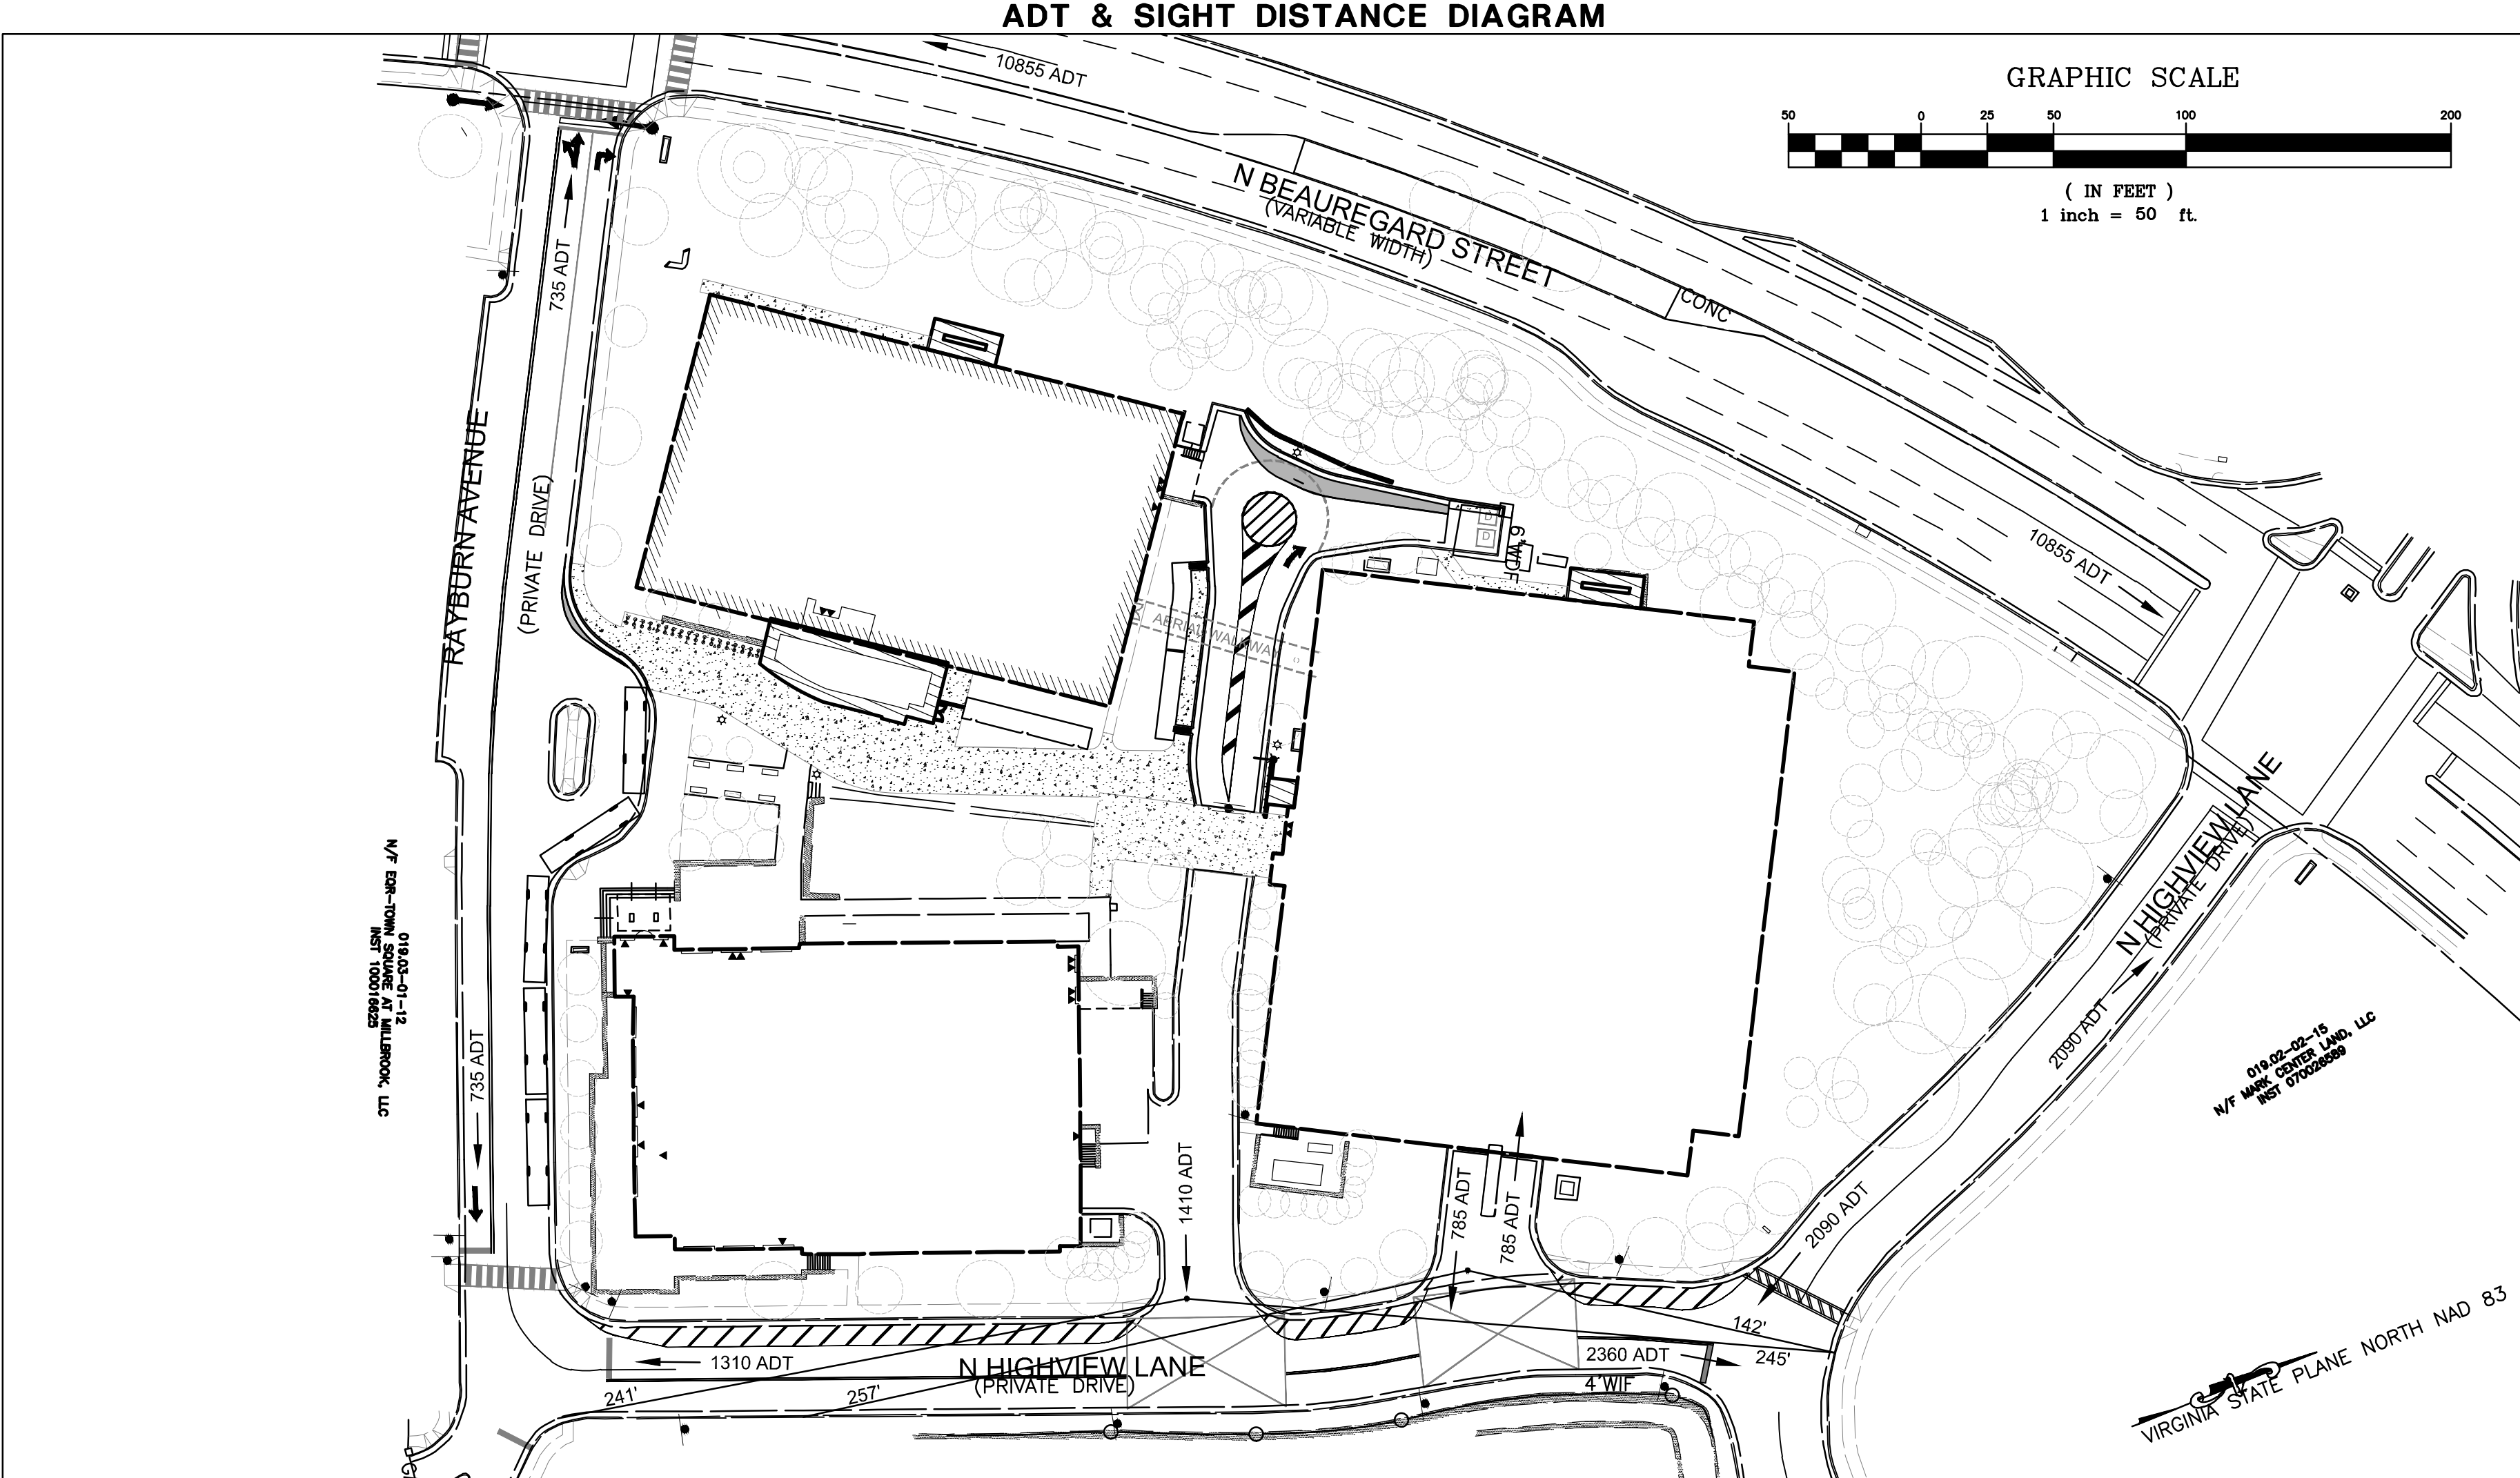 ADT & SIGHT DISTANCE DIAGRAM
10855 ADT
GRAPHIC SCALE
50 0 25 50 100 200
( IN FEET )
1 inch = 50 ft.
N BEAUREGARD STREET
(VARIABLE WIDTH)
CONC
735 ADT
RAYBURN AVENUE
(PRIVATE DRIVE)
D
D
6' WDF
10855 ADT
AERIAL WALKWAY
N HIGHVIEW LANE
(PRIVATE DRIVE)
2090 ADT
019.03-01-12
N/F EQR-TOWN SQUARE AT MILLBROOK, LLC
INST 100016625
735 ADT
019.02-02-15
N/F MARK CENTER LAND, LLC
INST 070026589
1410 ADT
785 ADT
785 ADT
2090 ADT
142'
245'
2360 ADT
4'WIF
1310 ADT
N HIGHVIEW LANE
(PRIVATE DRIVE)
241'
257'
VIRGINIA STATE PLANE NORTH NAD 83